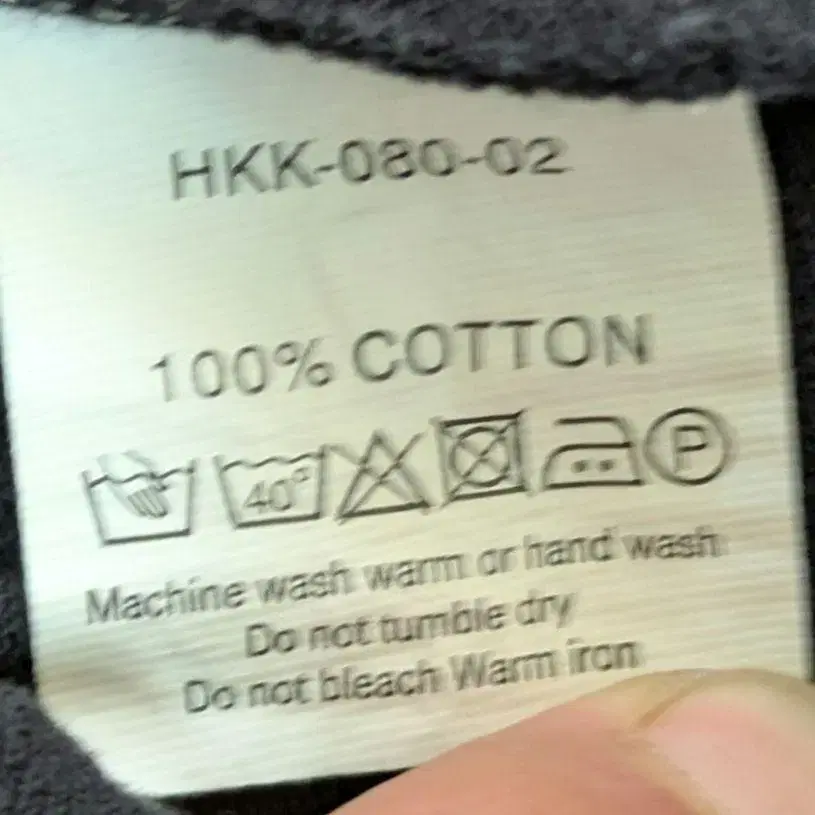 HKK-080-02
100% COTTON
40° P
Machine wash warm or hand wash
Do not tumble dry
Do not bleach Warm iron